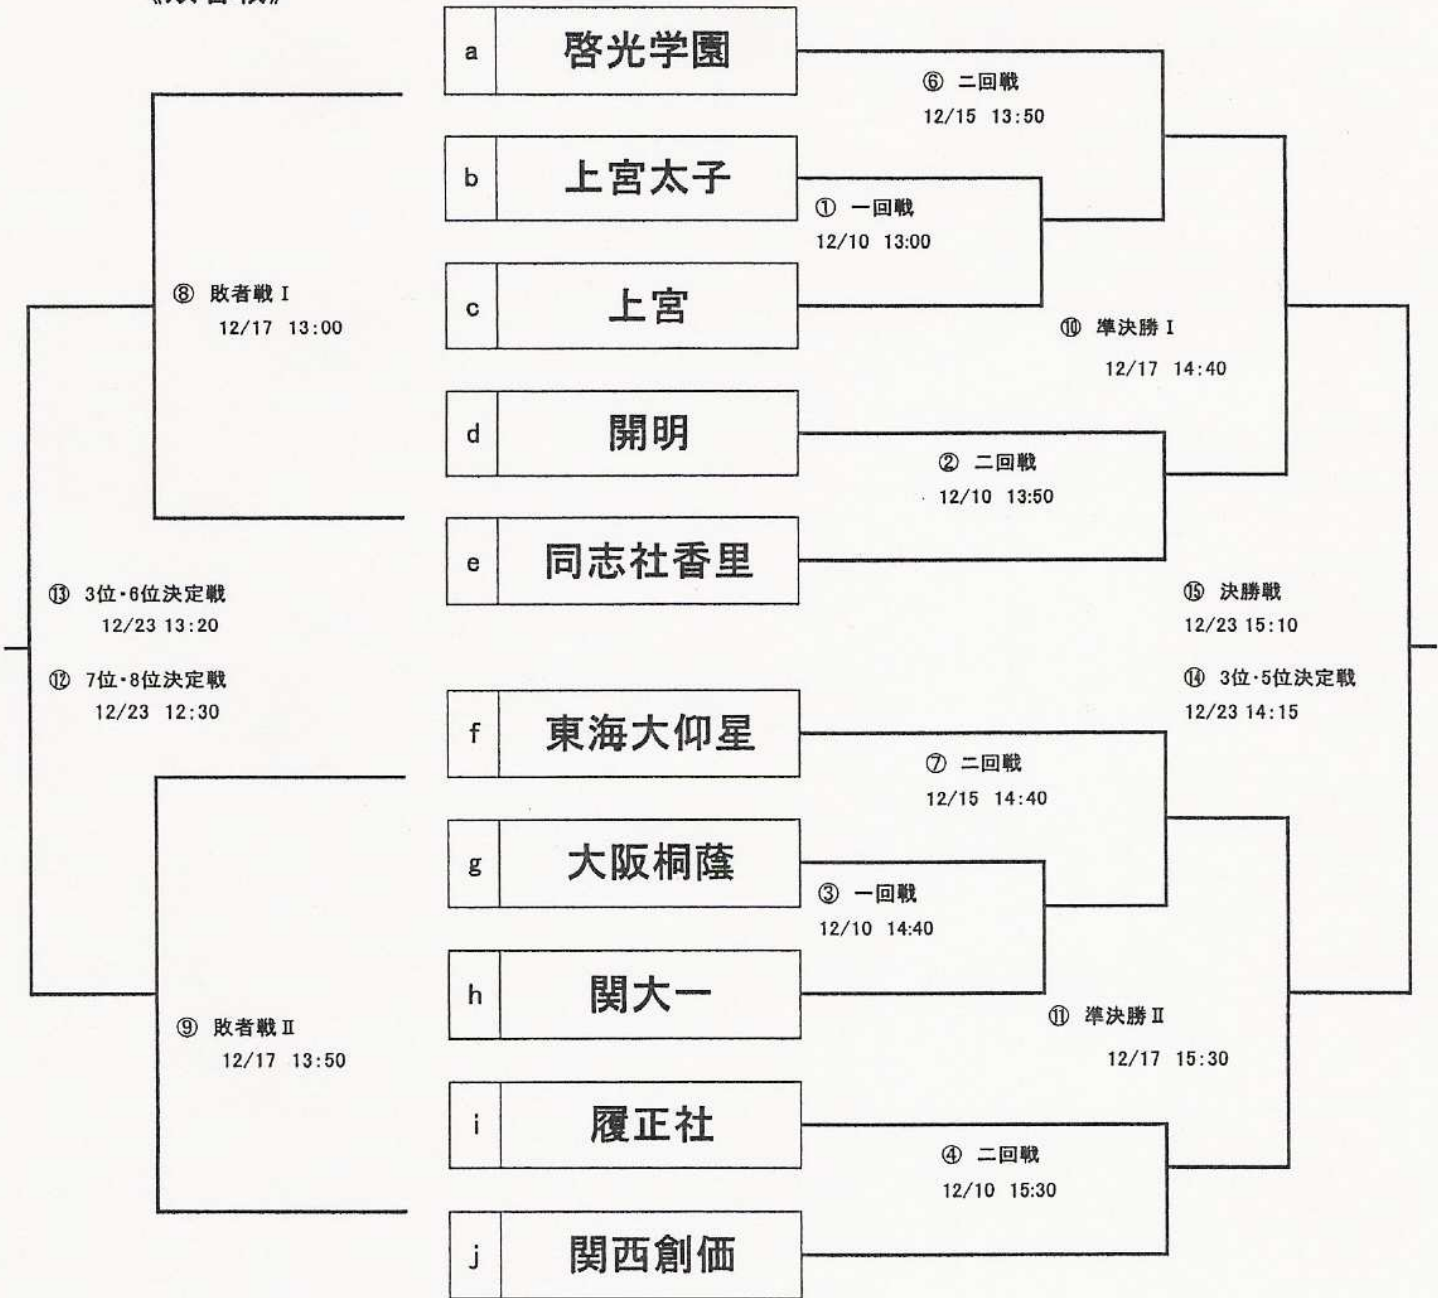 a 啓光学園
⑥ 二回戦
12/15 13:50
b 上宮太子
① 一回戦
12/10 13:00
c 上宮
⑧ 敗者戦Ⅰ
12/17 13:00
⑩ 準決勝Ⅰ
12/17 14:40
d 開明
② 二回戦
12/10 13:50
e 同志社香里
⑬ 3位・6位決定戦
12/23 13:20
⑫ 7位・8位決定戦
12/23 12:30
⑮ 決勝戦
12/23 15:10
⑭ 3位・5位決定戦
12/23 14:15
f 東海大仰星
⑦ 二回戦
12/15 14:40
g 大阪桐蔭
③ 一回戦
12/10 14:40
h 関大一
⑨ 敗者戦Ⅱ
12/17 13:50
⑪ 準決勝Ⅱ
12/17 15:30
i 履正社
④ 二回戦
12/10 15:30
j 関西創価